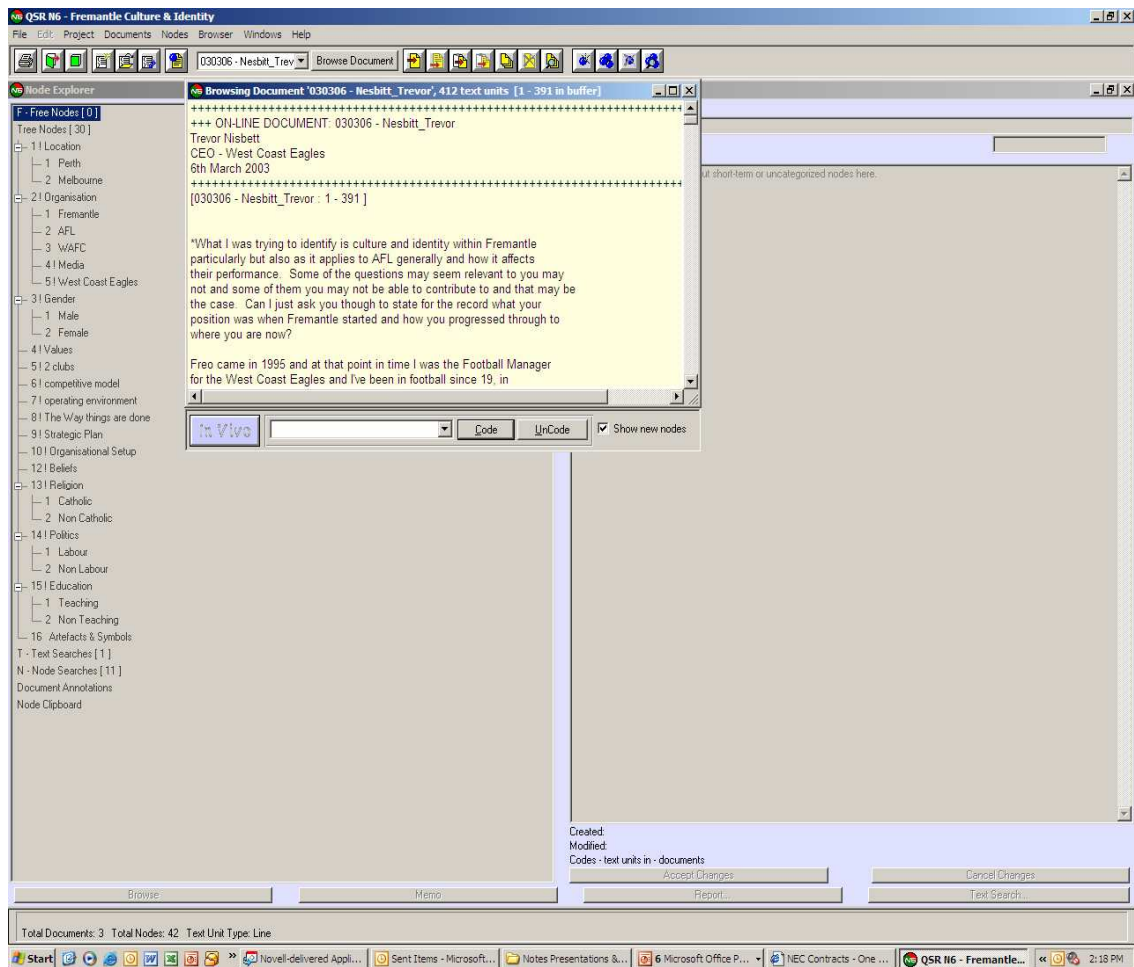 QSR N6 - Fremantle Culture & Identity
File Edit Project Documents Nodes Browser Windows Help
030306 - Nesbitt_Trev Browse Document
Node Explorer
F - Free Nodes [ 0 ]
Tree Nodes [ 30 ]
1 ! Location
1 Perth
2 Melbourne
2 ! Organisation
1 Fremantle
2 AFL
3 WAFC
4 ! Media
5 ! West Coast Eagles
3 ! Gender
1 Male
2 Female
4 ! Values
5 ! 2 clubs
6 ! competitive model
7 ! operating environment
8 ! The Way things are done
9 ! Strategic Plan
10 ! Organisational Setup
12 ! Beliefs
13 ! Religion
1 Catholic
2 Non Catholic
14 ! Politics
1 Labour
2 Non Labour
15 ! Education
1 Teaching
2 Non Teaching
16 Artefacts & Symbols
T - Text Searches [ 1 ]
N - Node Searches [ 11 ]
Document Annotations
Node Clipboard
Browsing Document '030306 - Nesbitt_Trevor', 412 text units [1 - 391 in buffer]
+++ ON-LINE DOCUMENT: 030306 - Nesbitt_Trevor
Trevor Nisbett
CEO - West Coast Eagles
6th March 2003
[030306 - Nesbitt_Trevor : 1 - 391 ]
*What I was trying to identify is culture and identity within Fremantle
particularly but also as it applies to AFL generally and how it affects
their performance. Some of the questions may seem relevant to you may
not and some of them you may not be able to contribute to and that may be
the case. Can I just ask you though to state for the record what your
position was when Fremantle started and how you progressed through to
where you are now?
Freo came in 1995 and at that point in time I was the Football Manager
for the West Coast Eagles and I've been in football since 19, in
In Vivo Code UnCode Show new nodes
ut short-term or uncategorized nodes here.
Created:
Modified:
Codes - text units in - documents
Accept Changes Cancel Changes
Browse Memo Report... Text Search...
Total Documents: 3 Total Nodes: 42 Text Unit Type: Line
Start » Novell-delivered Appli... Sent Items - Microsoft... Notes Presentations &... 6 Microsoft Office P... NEC Contracts - One ... QSR N6 - Fremantle... « 2:18 PM